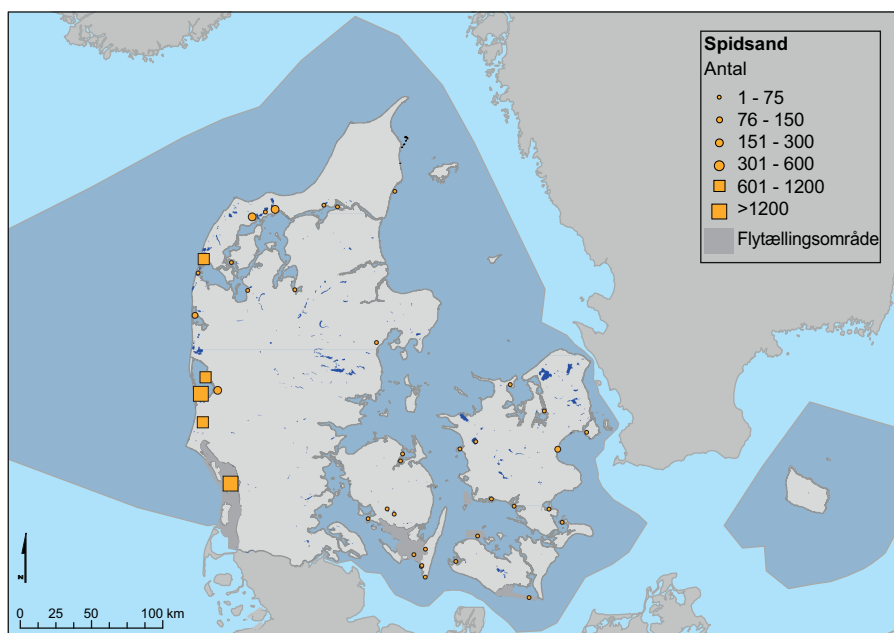 Spidsand
Antal
1 - 75
76 - 150
151 - 300
301 - 600
601 - 1200
>1200
Flytællingsområde
N
0 25 50 100 km